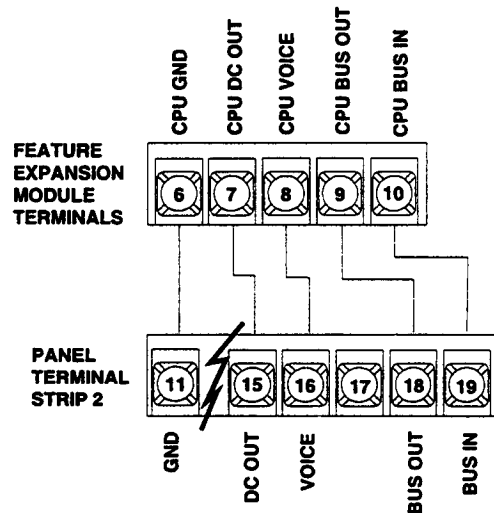 CPU GND
CPU DC OUT
CPU VOICE
CPU BUS OUT
CPU BUS IN
FEATURE
EXPANSION
MODULE
TERMINALS
6 7 8 9 10
PANEL
TERMINAL
STRIP 2
11 15 16 17 18 19
GND
DC OUT
VOICE
BUS OUT
BUS IN